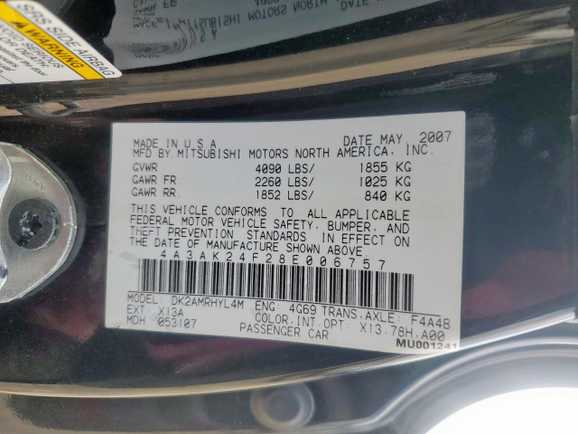 SRS SIDE AIRBAG
WARNING
MADE IN U.S.A DATE MAY 2007
MFD BY MITSUBISHI MOTORS NORTH AMERICA, INC.
GVWR 4090 LBS/ 1855 KG
GAWR FR 2260 LBS/ 1025 KG
GAWR RR 1852 LBS/ 840 KG
THIS VEHICLE CONFORMS TO ALL APPLICABLE
FEDERAL MOTOR VEHICLE SAFETY, BUMPER, AND
THEFT PREVENTION STANDARDS IN EFFECT ON
THE DATE OF MANUFACTURE SHOWN ABOVE
4A3AK24F28E006757
MODEL DK2AMRHYL4M ENG 4G69 TRANS.AXLE. F4A4B
EXT X13A COLOR.INT.OPT X13.78H.A00
MDH 053107 PASSENGER CAR
MU001241